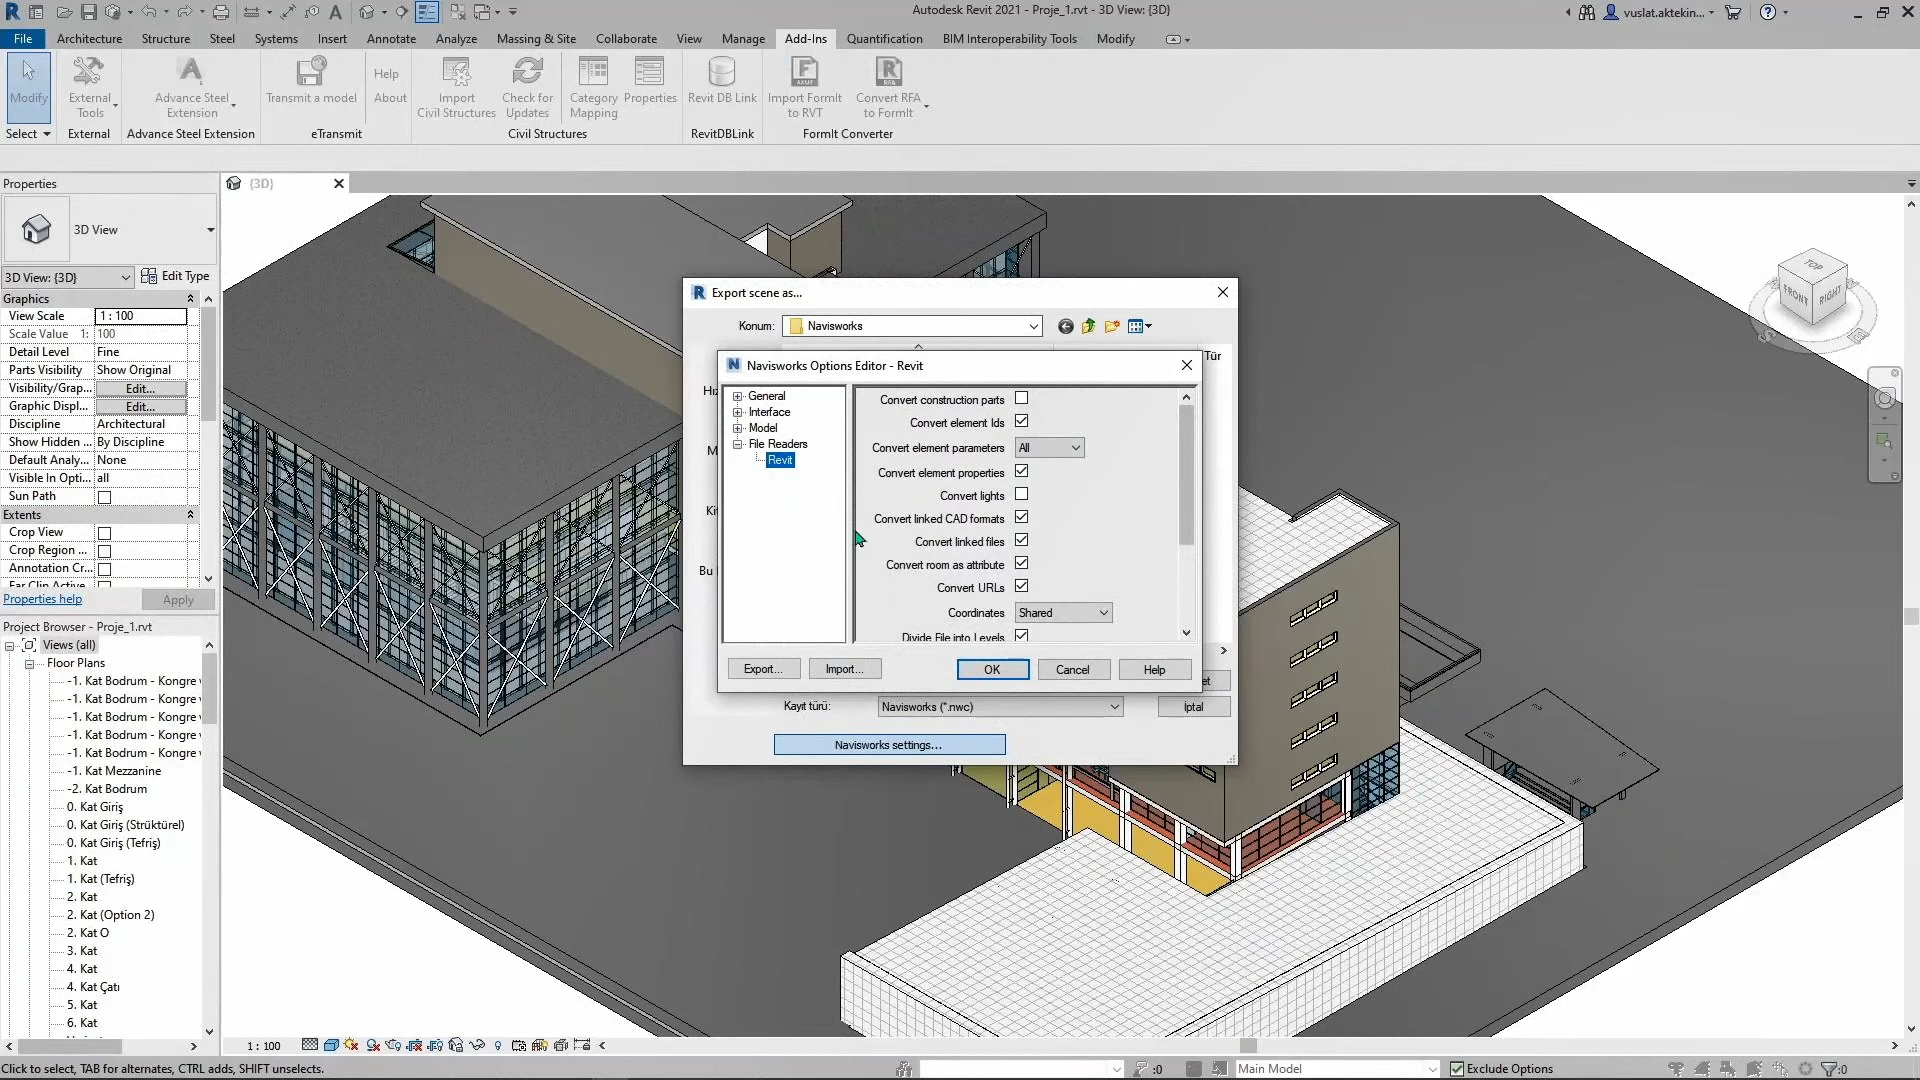 Autodesk Revit 2021 - Proje_1.rvt - 3D View: {3D}
vuslat.aktekin...
File
Architecture
Structure
Steel
Systems
Insert
Annotate
Analyze
Massing & Site
Collaborate
View
Manage
Add-Ins
Quantification
BIM Interoperability Tools
Modify
Modify
External
Tools
Advance Steel
Extension
Transmit a model
Help
About
Import
Civil Structures
Check for
Updates
Category
Mapping
Properties
Revit DB Link
Import FormIt
to RVT
Convert RFA
to FormIt
Select
External
Advance Steel Extension
eTransmit
Civil Structures
RevitDBLink
FormIt Converter
Properties
{3D}
3D View
3D View: {3D}
Edit Type
Graphics
View Scale 1 : 100
Scale Value 1: 100
Detail Level Fine
Parts Visibility Show Original
Visibility/Grap... Edit...
Graphic Displ... Edit...
Discipline Architectural
Show Hidden ... By Discipline
Default Analy... None
Visible In Opti... all
Sun Path
Extents
Crop View
Crop Region ...
Annotation Cr...
Far Clip Active
Properties help
Apply
Project Browser - Proje_1.rvt
Views (all)
Floor Plans
-1. Kat Bodrum - Kongre
-1. Kat Bodrum - Kongre
-1. Kat Bodrum - Kongre
-1. Kat Bodrum - Kongre
-1. Kat Bodrum - Kongre
-1. Kat Mezzanine
-2. Kat Bodrum
0. Kat Giriş
0. Kat Giriş (Strüktürel)
0. Kat Giriş (Tefriş)
1. Kat
1. Kat (Tefriş)
2. Kat
2. Kat (Option 2)
2. Kat O
3. Kat
4. Kat
4. Kat Çatı
5. Kat
6. Kat
TOP
FRONT
RIGHT
Export scene as...
Konum:
Navisworks
Tür
Navisworks Options Editor - Revit
General
Interface
Model
File Readers
Revit
Convert construction parts
Convert element Ids
Convert element parameters All
Convert element properties
Convert lights
Convert linked CAD formats
Convert linked files
Convert room as attribute
Convert URLs
Coordinates Shared
Divide File into Levels
Export...
Import...
OK
Cancel
Help
Kayıt türü:
Navisworks (*.nwc)
İptal
Navisworks settings...
1 : 100
Click to select, TAB for alternates, CTRL adds, SHIFT unselects.
:0
Main Model
Exclude Options
:0